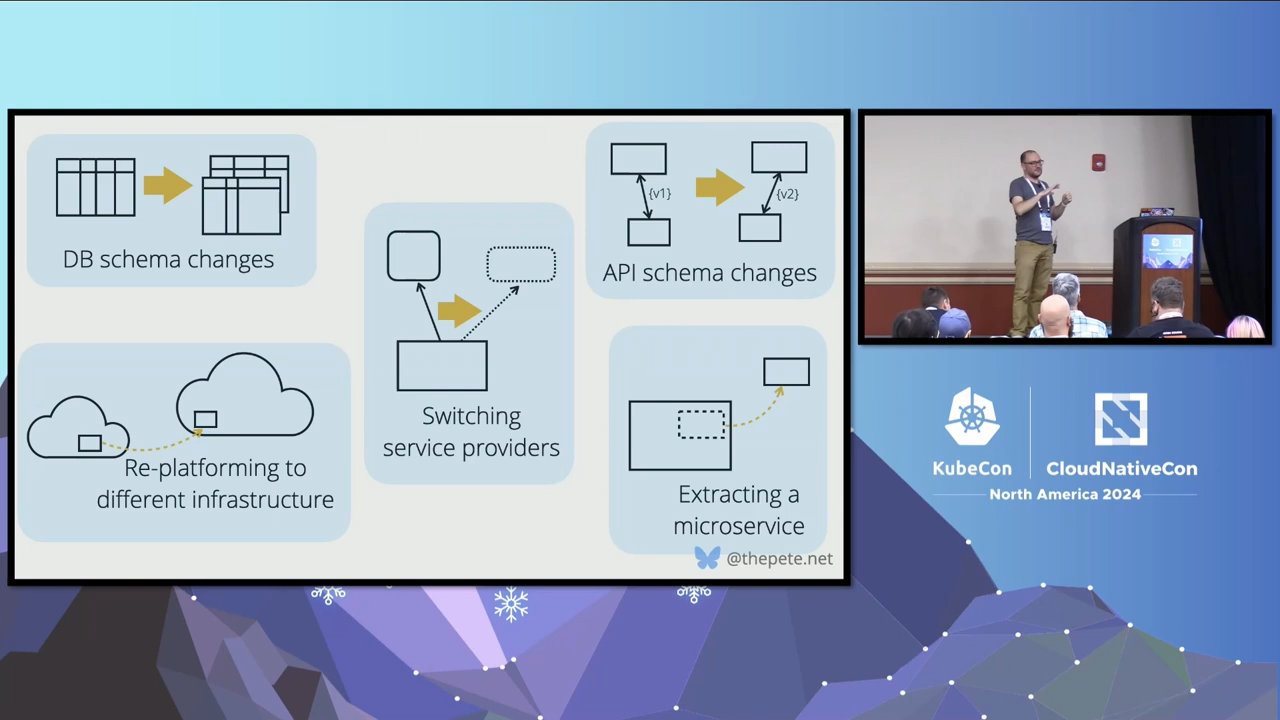 DB schema changes
{v1}
{v2}
API schema changes
Switching
service providers
Re-platforming to
different infrastructure
Extracting a
microservice
@thepete.net
KubeCon
CloudNativeCon
North America 2024